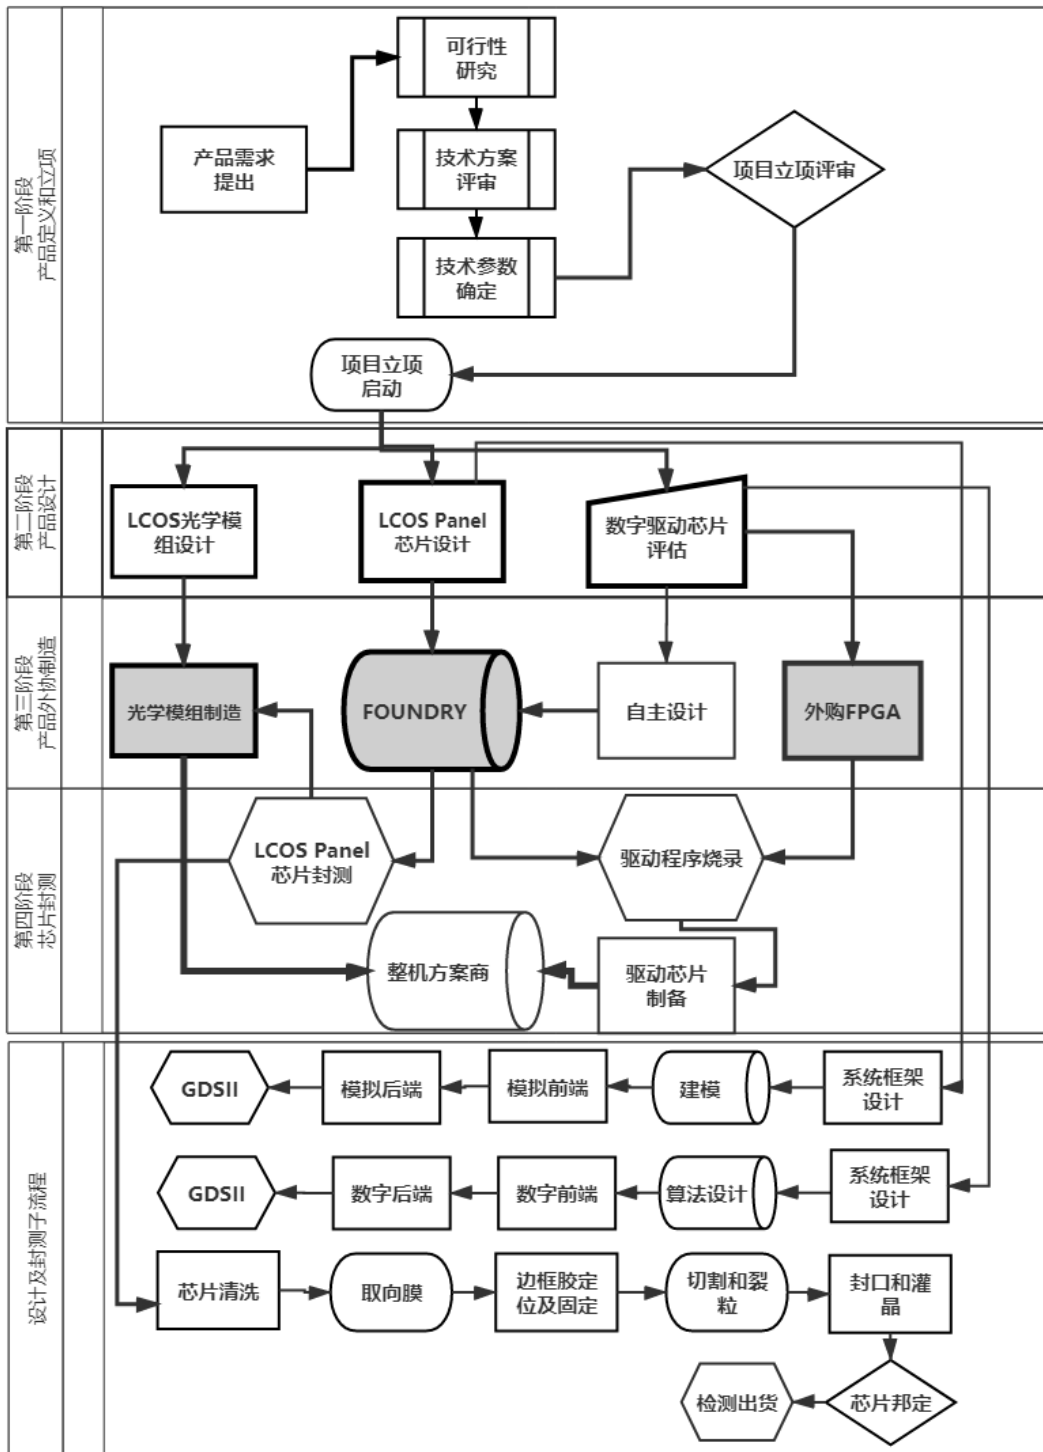 第一阶段
产品定义和立项
可行性
研究
产品需求
提出
技术方案
评审
项目立项评审
技术参数
确定
项目立项
启动
第二阶段
产品设计
LCOS光学模
组设计
LCOS Panel
芯片设计
数字驱动芯片
评估
第三阶段
产品外协制造
光学模组制造
FOUNDRY
自主设计
外购FPGA
第四阶段
芯片封测
LCOS Panel
芯片封测
驱动程序烧录
整机方案商
驱动芯片
制备
设计及封测子流程
GDSII
模拟后端
模拟前端
建模
系统框架
设计
GDSII
数字后端
数字前端
算法设计
系统框架
设计
芯片清洗
取向膜
边框胶定
位及固定
切割和裂
粒
封口和灌
晶
检测出货
芯片邦定